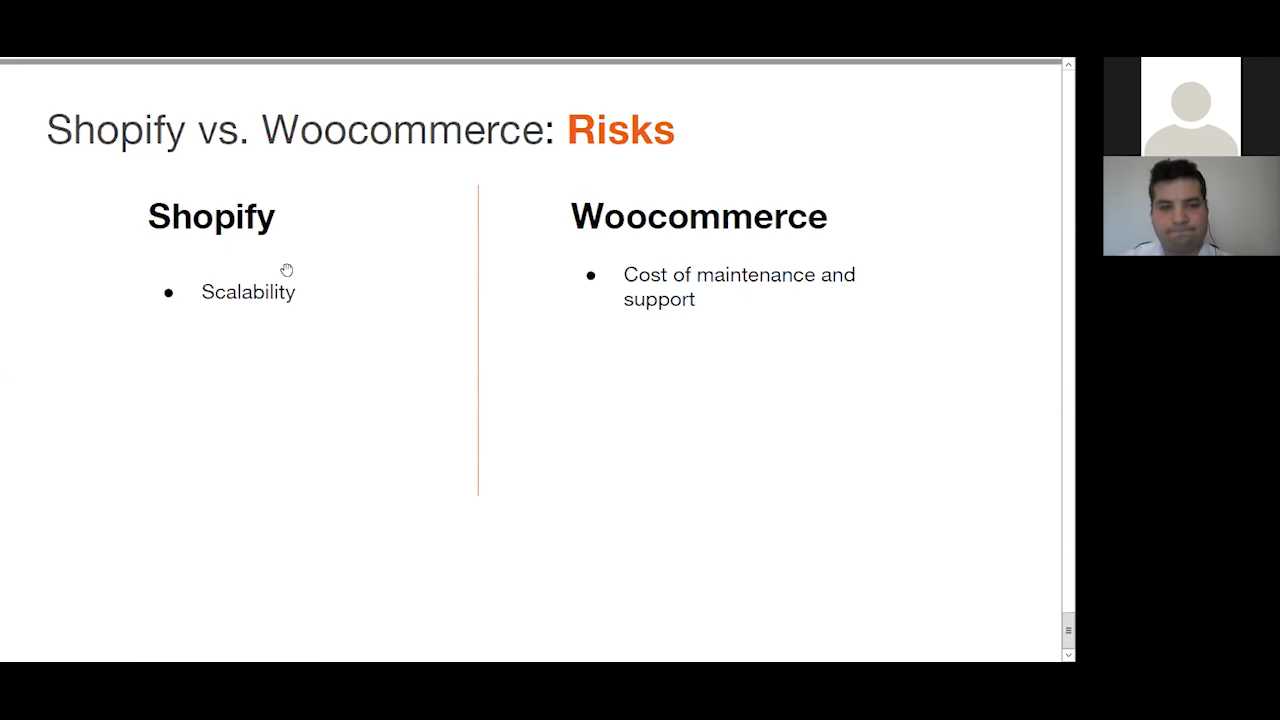 Shopify vs. Woocommerce: Risks
Shopify
● Scalability
Woocommerce
● Cost of maintenance and
support